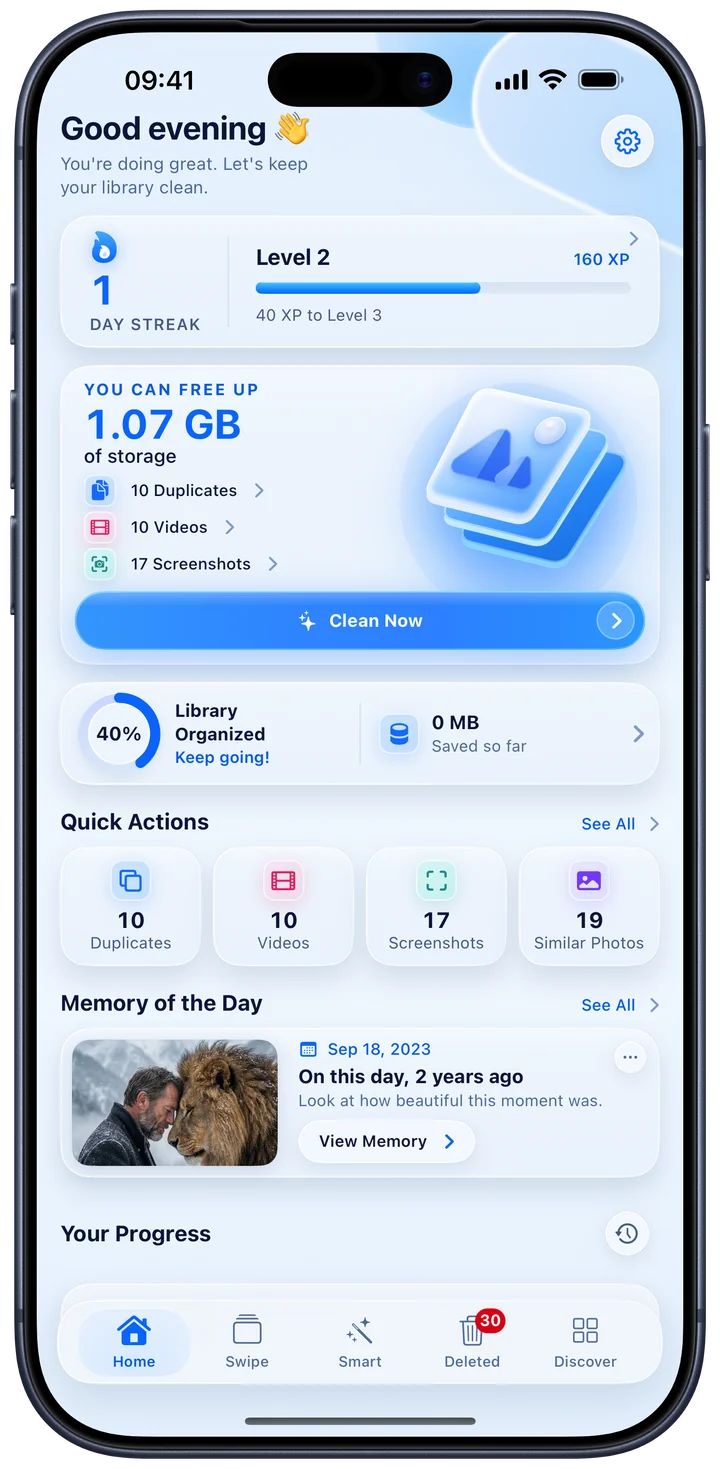 09:41
Good evening 👋
You're doing great. Let's keep
your library clean.
1
DAY STREAK
Level 2
160 XP
40 XP to Level 3
YOU CAN FREE UP
1.07 GB
of storage
10 Duplicates
10 Videos
17 Screenshots
Clean Now
40%
Library
Organized
Keep going!
0 MB
Saved so far
Quick Actions
See All
10
Duplicates
10
Videos
17
Screenshots
19
Similar Photos
Memory of the Day
See All
Sep 18, 2023
On this day, 2 years ago
Look at how beautiful this moment was.
View Memory
Your Progress
Home
Swipe
Smart
30
Deleted
Discover